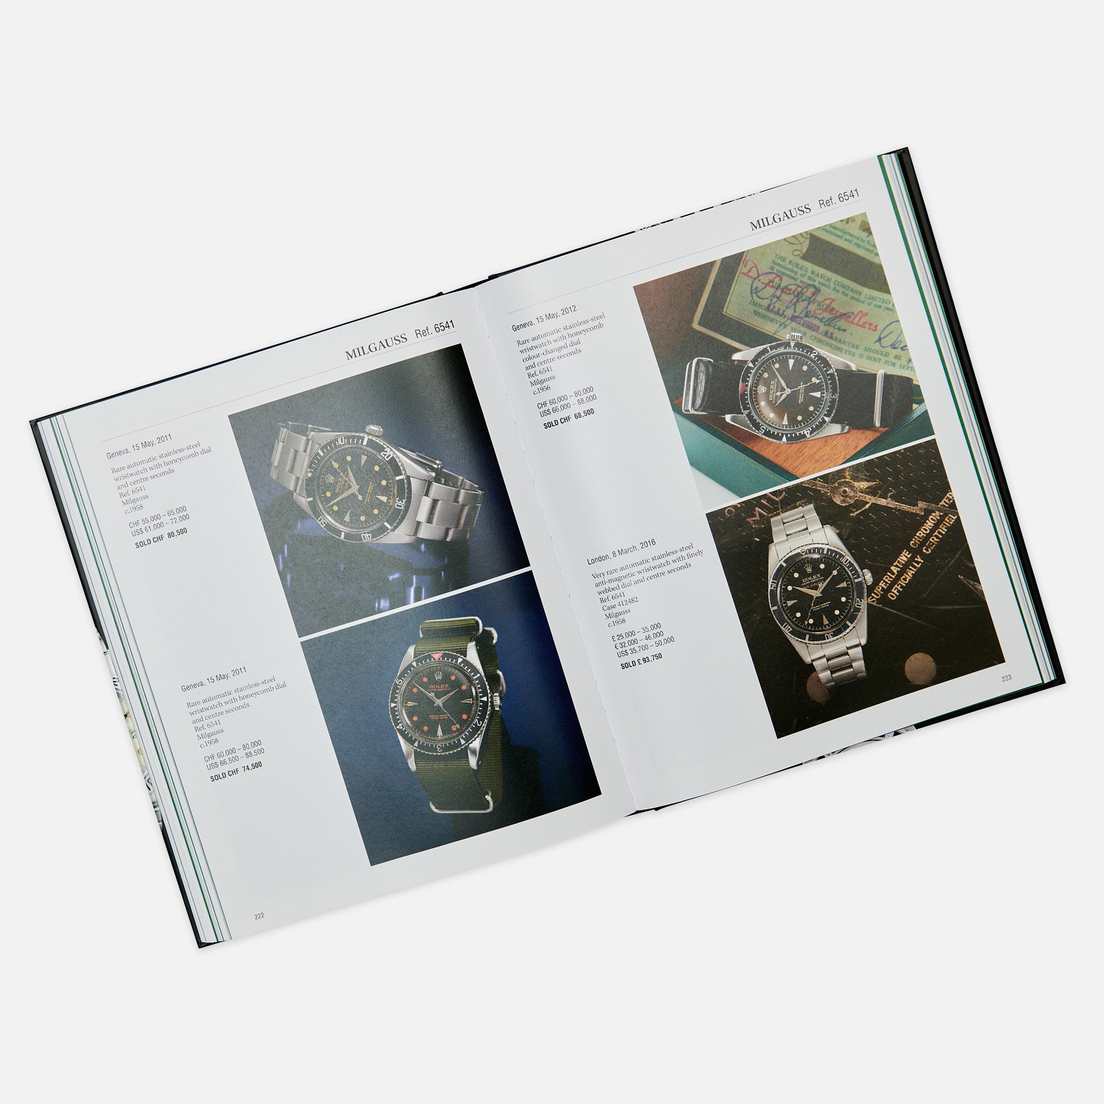 MILGAUSS Ref. 6541
Geneva, 15 May, 2011
Rare automatic stainless-steel
wristwatch with honeycomb dial
and centre seconds
Ref. 6541
Milgauss
c.1958
CHF 55,000 – 65,000
US$ 61,000 – 72,000
SOLD CHF 80,500
Geneva, 15 May, 2011
Rare automatic stainless-steel
wristwatch with honeycomb dial
and centre seconds
Ref. 6541
Milgauss
c.1958
CHF 60,000 – 80,000
US$ 66,500 – 88,500
SOLD CHF 74,500
222
MILGAUSS Ref. 6541
Geneva, 15 May, 2012
Rare automatic stainless-steel
wristwatch with honeycomb
colour-changed dial
and centre seconds
Ref. 6541
Milgauss
c.1956
CHF 60,000 – 80,000
US$ 66,000 – 88,000
SOLD CHF 68,500
London, 8 March, 2016
Very rare automatic stainless-steel
anti-magnetic wristwatch with finely
webbed dial and centre seconds
Ref. 6541
Case 412482
Milgauss
c.1958
£ 25,000 – 35,000
€ 32,000 – 46,000
US$ 35,700 – 50,000
SOLD £ 93,750
THE ROLEX WATCH COMPANY LIMITED
Jewellers
SUPERLATIVE CHRONOMETER
OFFICIALLY CERTIFIED
ROLEX
223